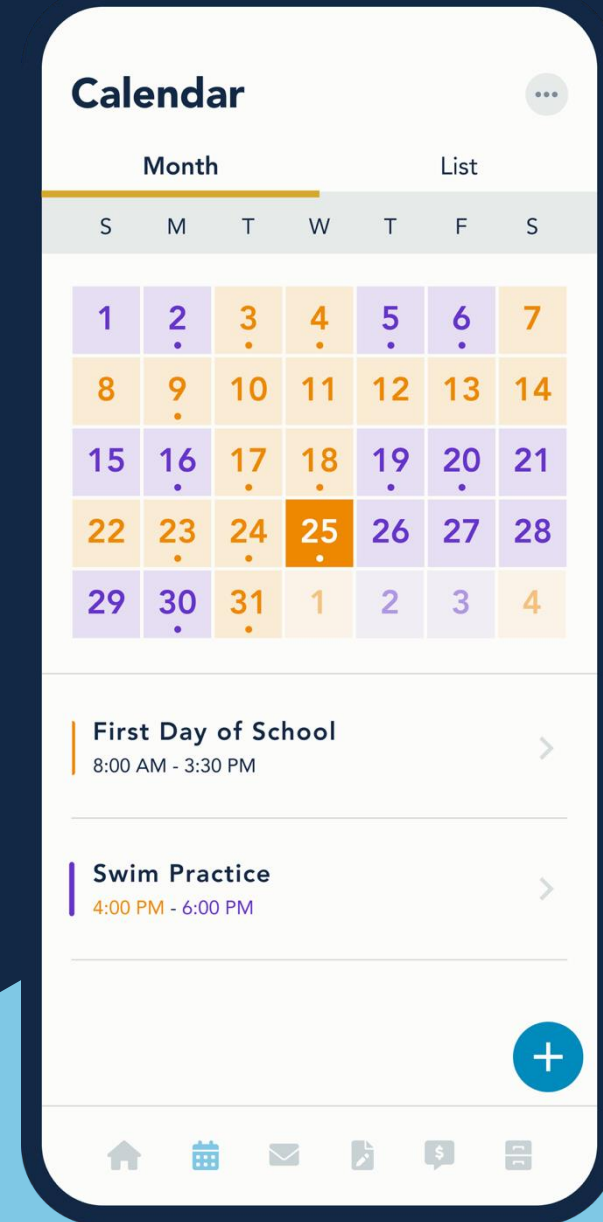 Calendar
Month List
S M T W T F S
1 2 3 4 5 6 7
8 9 10 11 12 13 14
15 16 17 18 19 20 21
22 23 24 25 26 27 28
29 30 31 1 2 3 4
First Day of School
8:00 AM - 3:30 PM
Swim Practice
4:00 PM - 6:00 PM
$